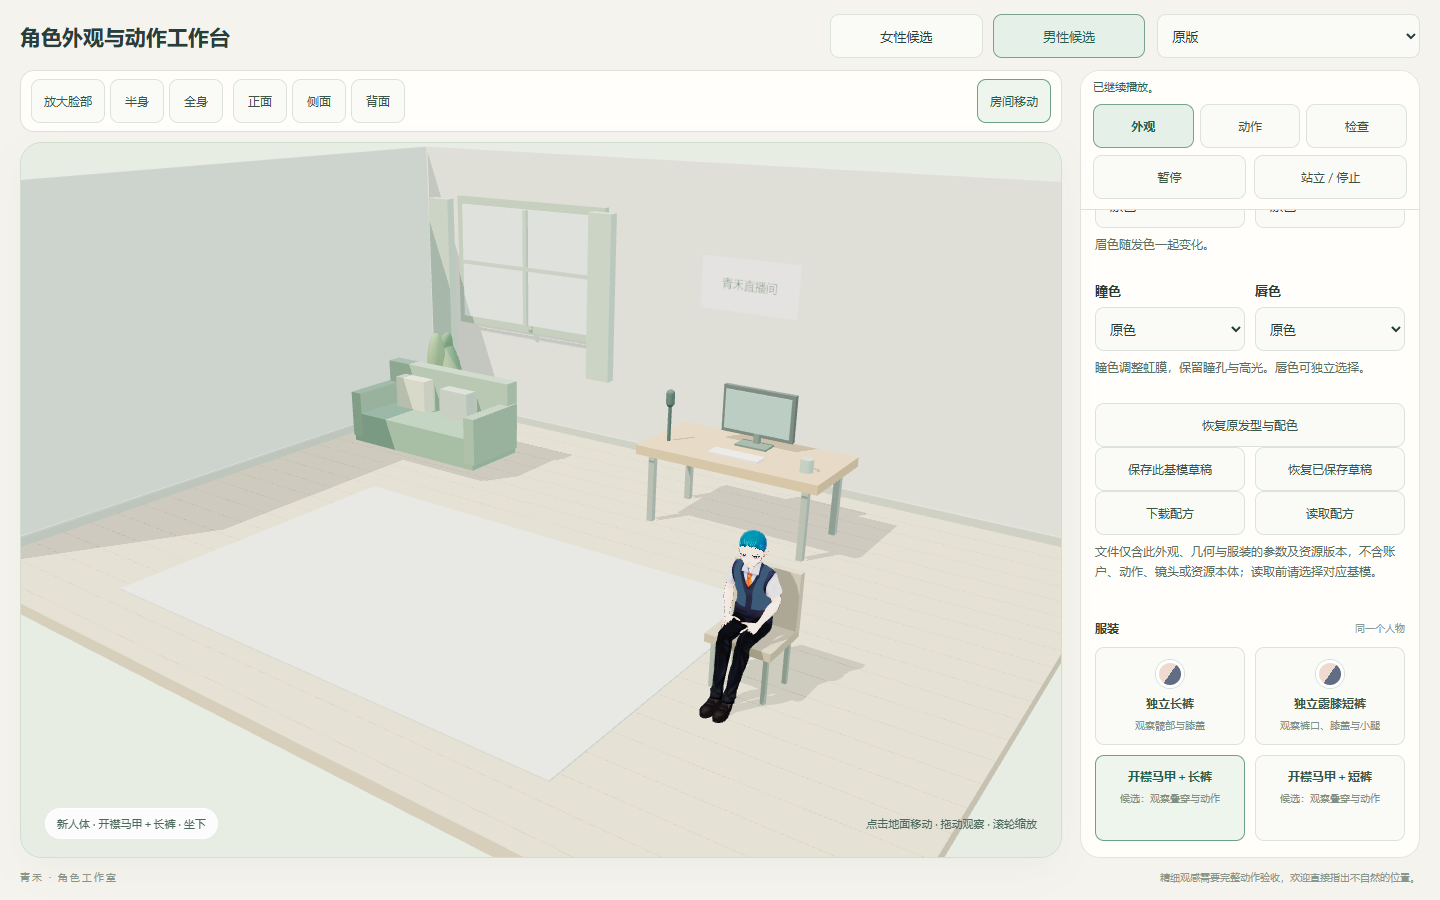 角色外观与动作工作台
女性候选
男性候选
原版
放大脸部
半身
全身
正面
侧面
背面
房间移动
已继续播放。
外观
动作
检查
暂停
站立 / 停止
眉色随发色一起变化。
瞳色
唇色
原色
原色
瞳色调整虹膜，保留瞳孔与高光。唇色可独立选择。
恢复原发型与配色
保存此基模草稿
恢复已保存草稿
下载配方
读取配方
文件仅含此外观、几何与服装的参数及资源版本，不含账
户、动作、镜头或资源本体；读取前请选择对应基模。
服装
同一个人物
独立长裤
观察髋部与膝盖
独立露膝短裤
观察裤口、膝盖与小腿
开襟马甲 + 长裤
候选：观察叠穿与动作
开襟马甲 + 短裤
候选：观察叠穿与动作
青禾直播间
新人体 · 开襟马甲 + 长裤 · 坐下
点击地面移动 · 拖动观察 · 滚轮缩放
青禾 · 角色工作室
精细观感需要完整动作验收，欢迎直接指出不自然的位置。